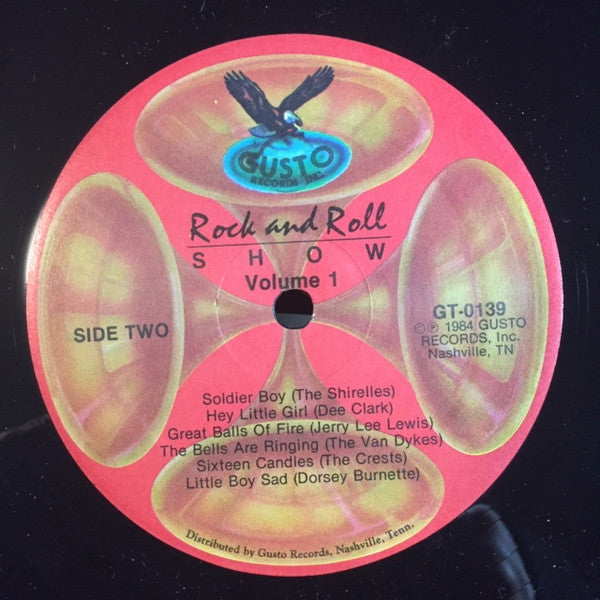 GUSTO
RECORDS INC.
Rock and Roll
SHOW
Volume 1
SIDE TWO
GT-0139
© ℗ 1984 GUSTO
RECORDS, Inc.
Nashville, TN
Soldier Boy (The Shirelles)
Hey Little Girl (Dee Clark)
Great Balls Of Fire (Jerry Lee Lewis)
The Bells Are Ringing (The Van Dykes)
Sixteen Candles (The Crests)
Little Boy Sad (Dorsey Burnette)
Distributed by Gusto Records, Nashville, Tenn.